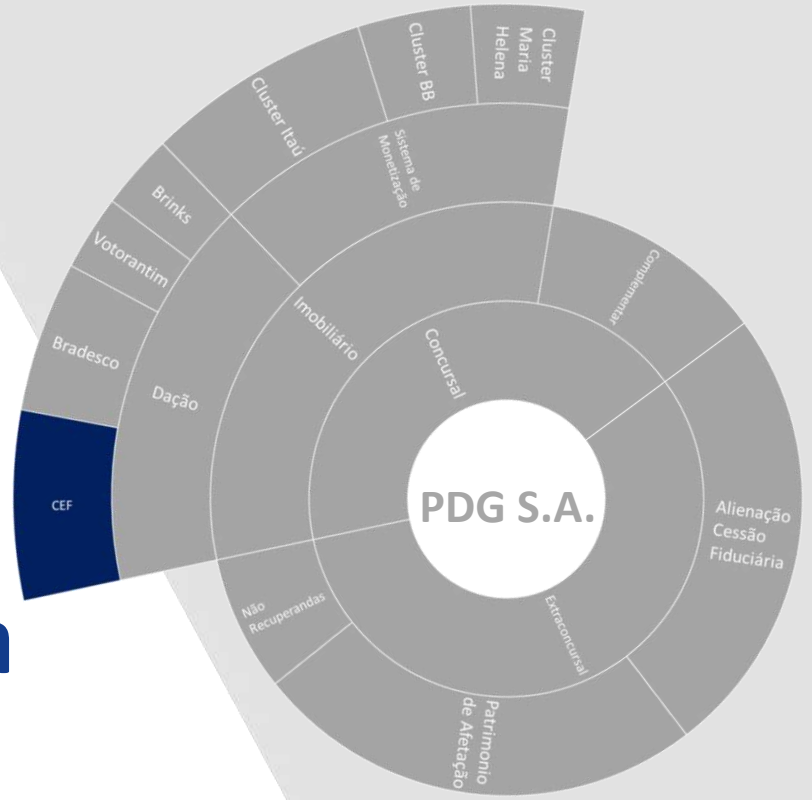 Cluster
Maria
Helena
Cluster BB
Cluster Itaú
Sistema de
Monetização
Brinks
Votorantim
Bradesco
CEF
Dação
Imobiliário
Complementar
Concursal
PDG S.A.
Alienação
Cessão
Fiduciária
Extraconcursal
Não
Recuperandas
Patrimonio
de Afetação